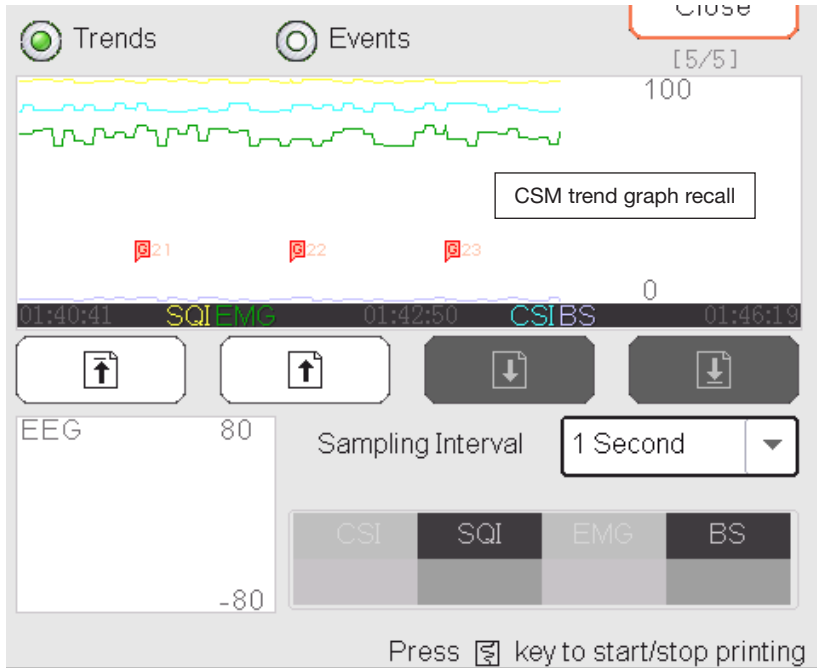 Close
Trends Events
[5/5]
100
CSM trend graph recall
G21 G22 G23
0
01:40:41 SQI EMG 01:42:50 CSI BS 01:46:19
EEG 80 Sampling Interval 1 Second
CSI SQI EMG BS
-80
Press key to start/stop printing